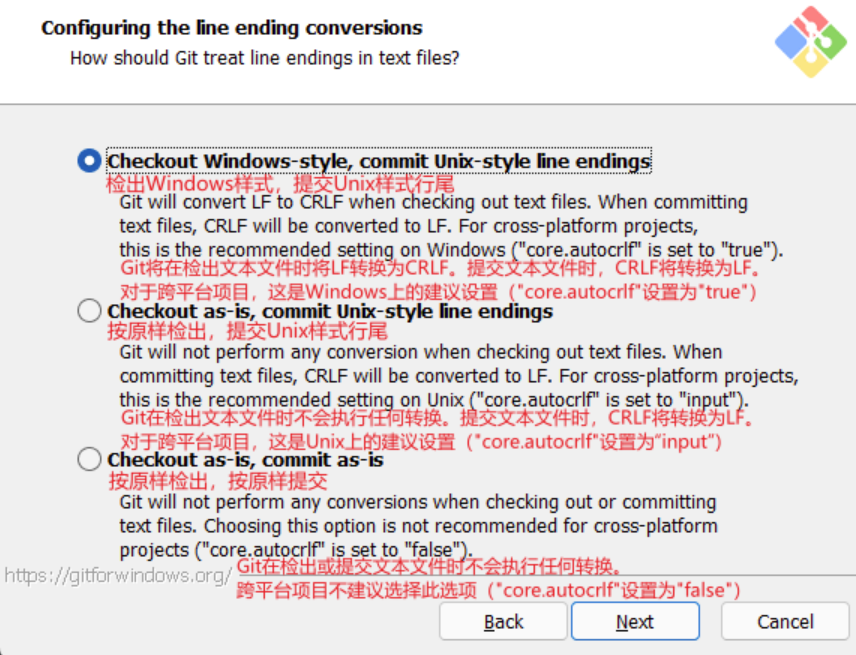 Configuring the line ending conversions
How should Git treat line endings in text files?
Checkout Windows-style, commit Unix-style line endings
检出Windows样式，提交Unix样式行尾
Git will convert LF to CRLF when checking out text files. When committing
text files, CRLF will be converted to LF. For cross-platform projects,
this is the recommended setting on Windows ("core.autocrlf" is set to "true").
Git将在检出文本文件时将LF转换为CRLF。提交文本文件时，CRLF将转换为LF。
对于跨平台项目，这是Windows上的建议设置（"core.autocrlf"设置为"true"）
Checkout as-is, commit Unix-style line endings
按原样检出，提交Unix样式行尾
Git will not perform any conversion when checking out text files. When
committing text files, CRLF will be converted to LF. For cross-platform projects,
this is the recommended setting on Unix ("core.autocrlf" is set to "input").
Git在检出文本文件时不会执行任何转换。提交文本文件时，CRLF将转换为LF。
对于跨平台项目，这是Unix上的建议设置（"core.autocrlf"设置为“input”）
Checkout as-is, commit as-is
按原样检出，按原样提交
Git will not perform any conversions when checking out or committing
text files. Choosing this option is not recommended for cross-platform
projects ("core.autocrlf" is set to "false").
Git在检出或提交文本文件时不会执行任何转换。
https://gitforwindows.org/
跨平台项目不建议选择此选项（"core.autocrlf"设置为"false"）
Back
Next
Cancel